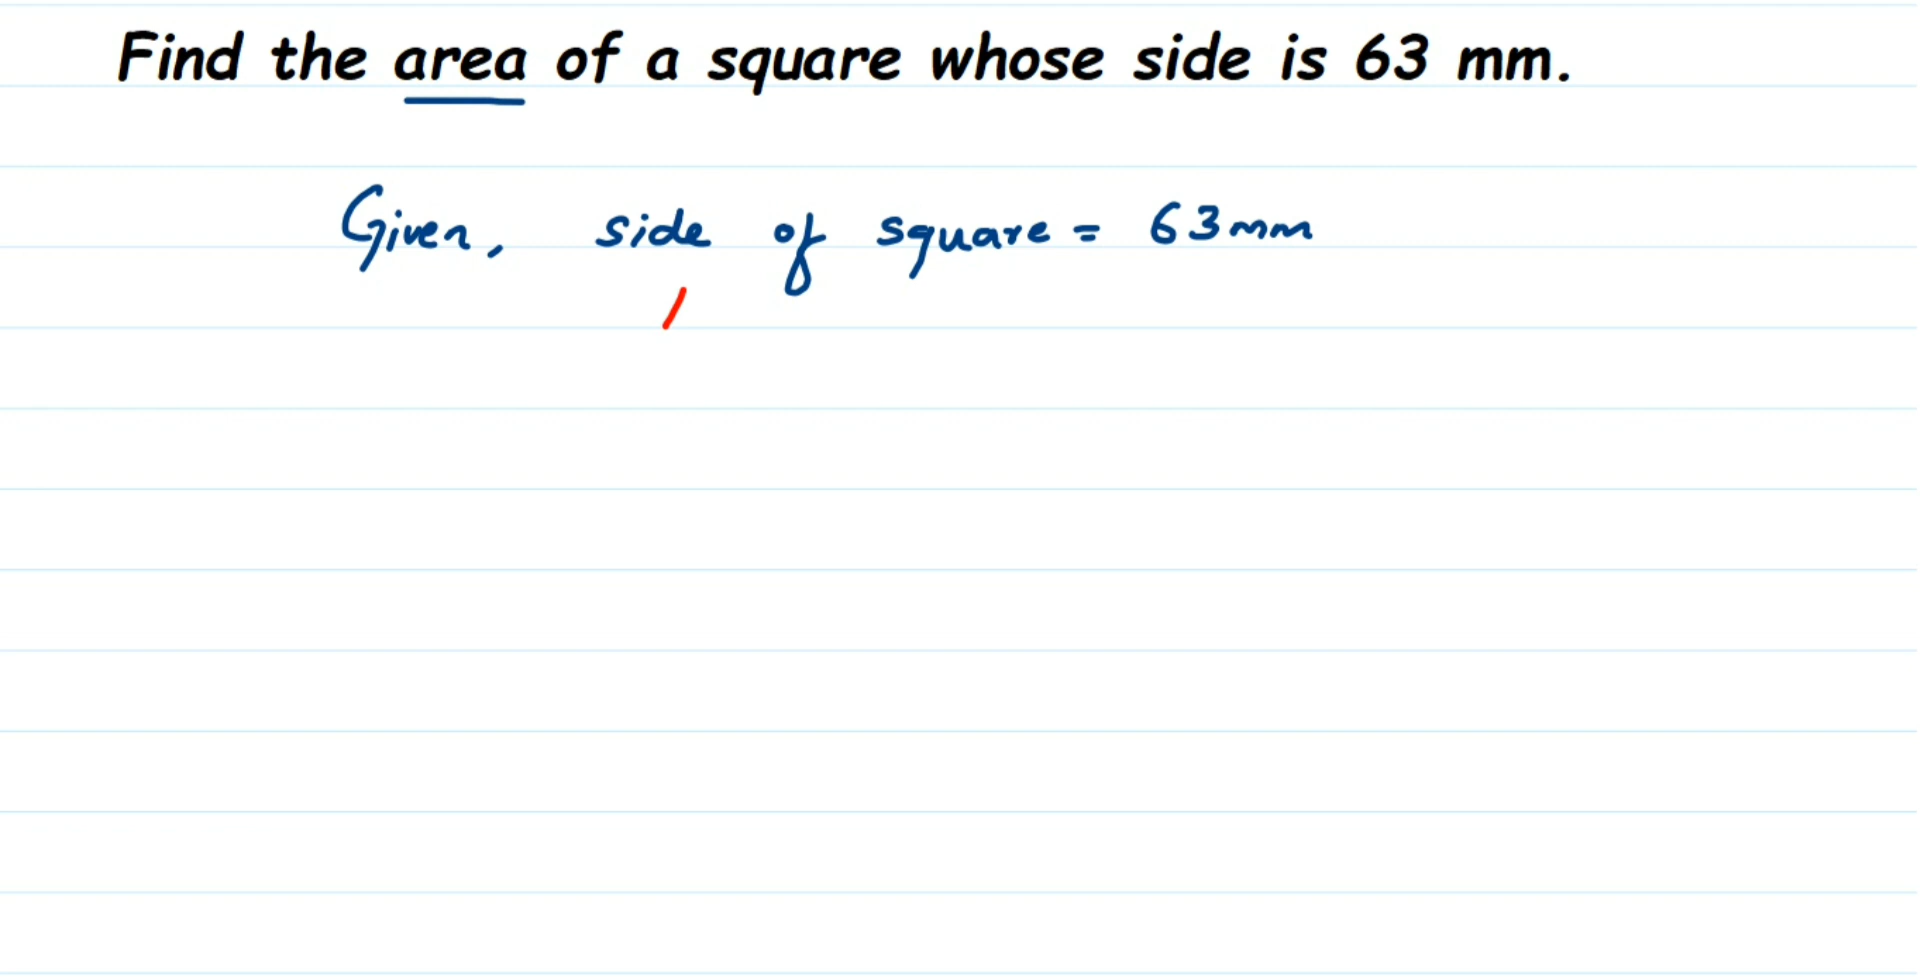 Find the area of a square whose side is 63 mm.
Given, side of square = 63mm